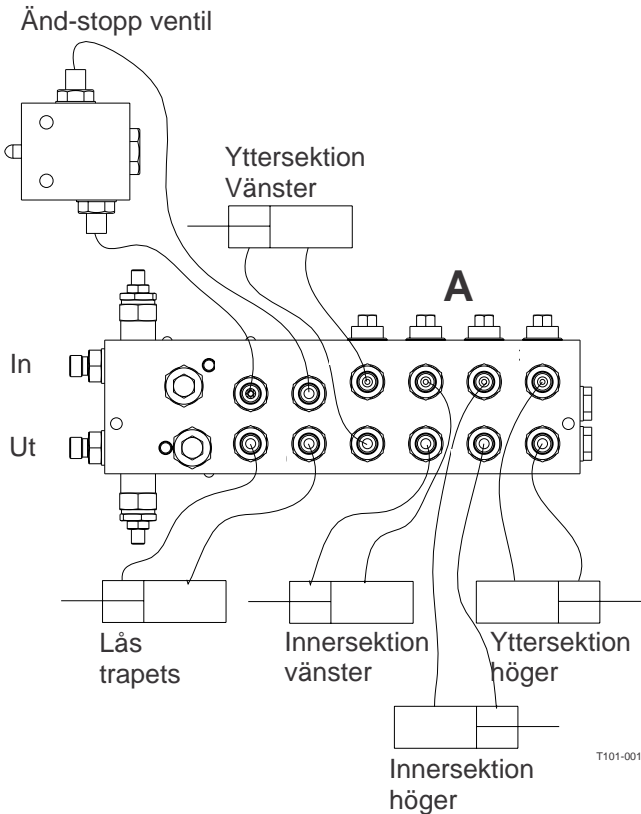 Änd-stopp ventil
Yttersektion
Vänster
A
In
Ut
Lås
trapets
Innersektion
vänster
Yttersektion
höger
Innersektion
höger
T101-001